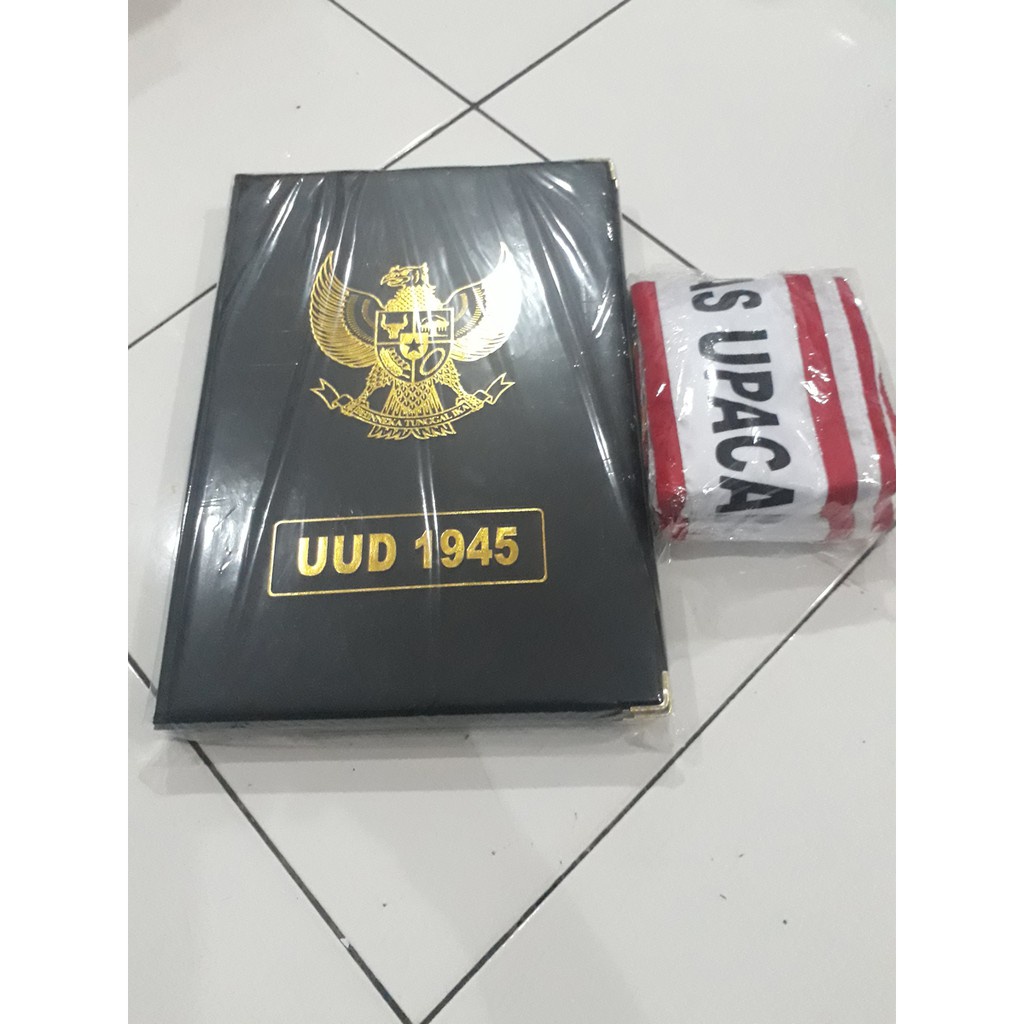 BHINNEKA TUNGGAL IKA
UUD 1945
AS UPACA